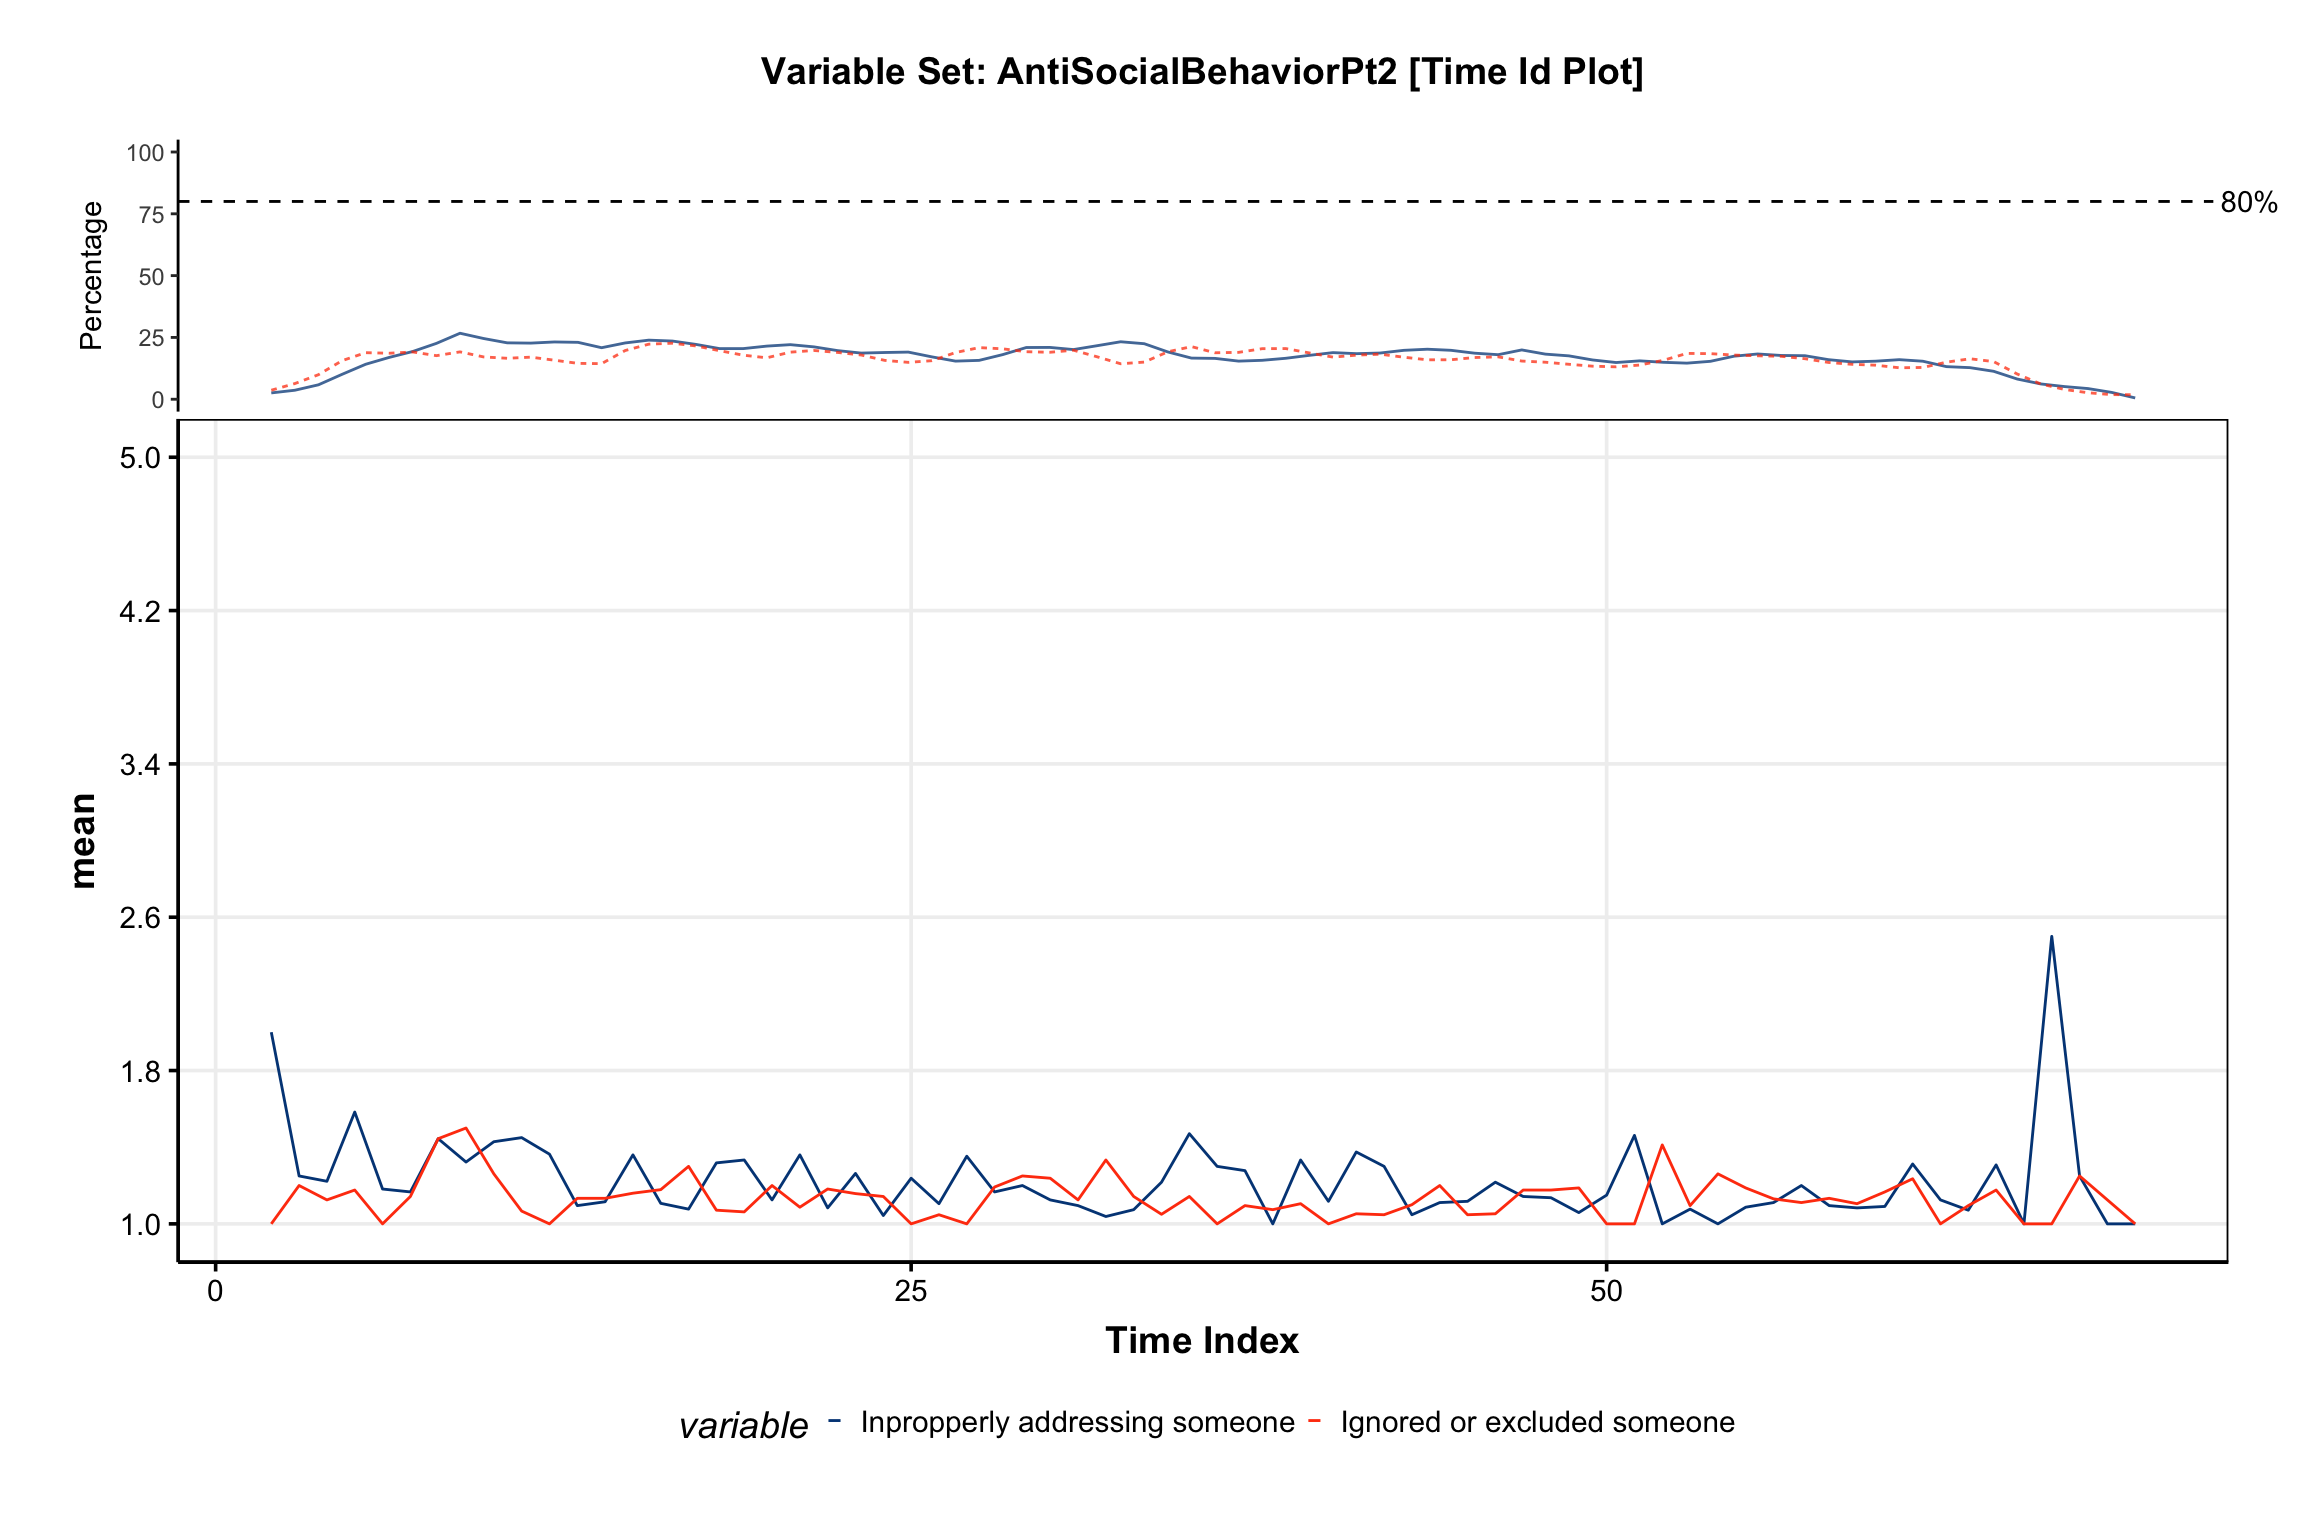 Variable Set: AntiSocialBehaviorPt2 [Time Id Plot]
Percentage
100
75
50
25
0
80%
mean
5.0
4.2
3.4
2.6
1.8
1.0
0 25 50
Time Index
variable Inpropperly addressing someone Ignored or excluded someone